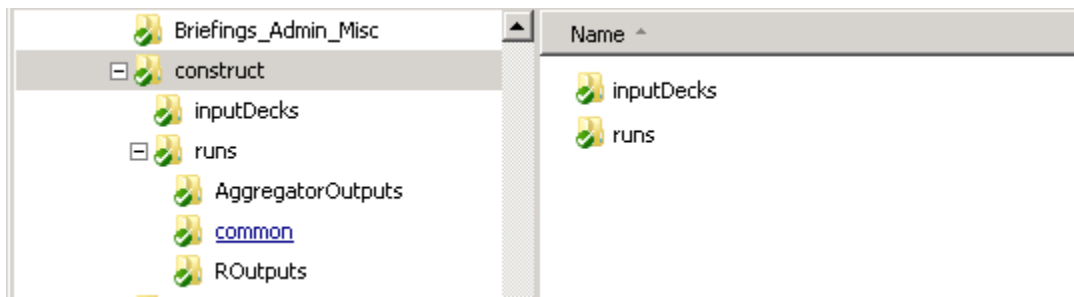 Briefings_Admin_Misc
construct
inputDecks
runs
AggregatorOutputs
common
ROutputs
Name
inputDecks
runs